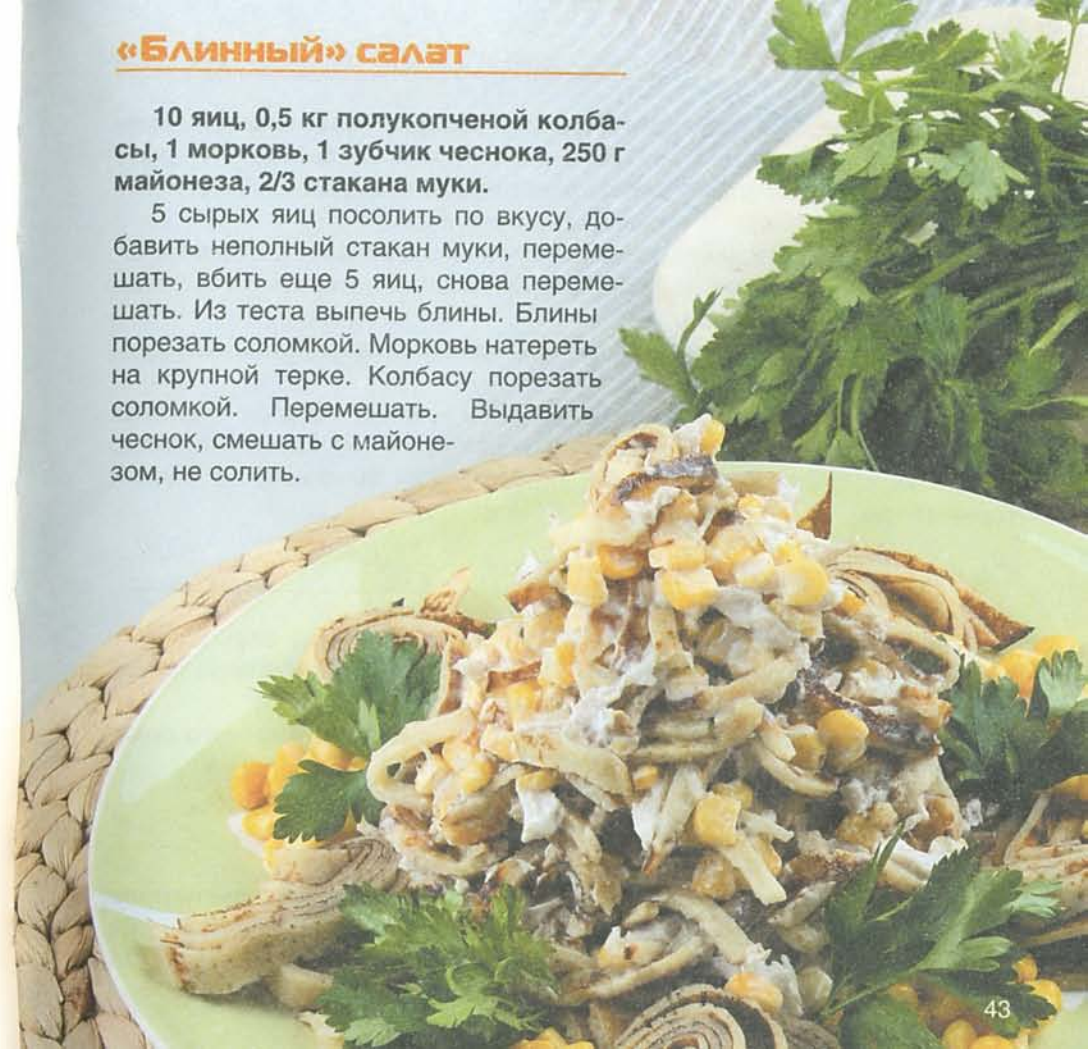 «Блинный» салат
10 яиц, 0,5 кг полукопченой колба-
сы, 1 морковь, 1 зубчик чеснока, 250 г
майонеза, 2/3 стакана муки.
5 сырых яиц посолить по вкусу, до-
бавить неполный стакан муки, переме-
шать, вбить еще 5 яиц, снова переме-
шать. Из теста выпечь блины. Блины
порезать соломкой. Морковь натереть
на крупной терке. Колбасу порезать
соломкой. Перемешать. Выдавить
чеснок, смешать с майоне-
зом, не солить.
43